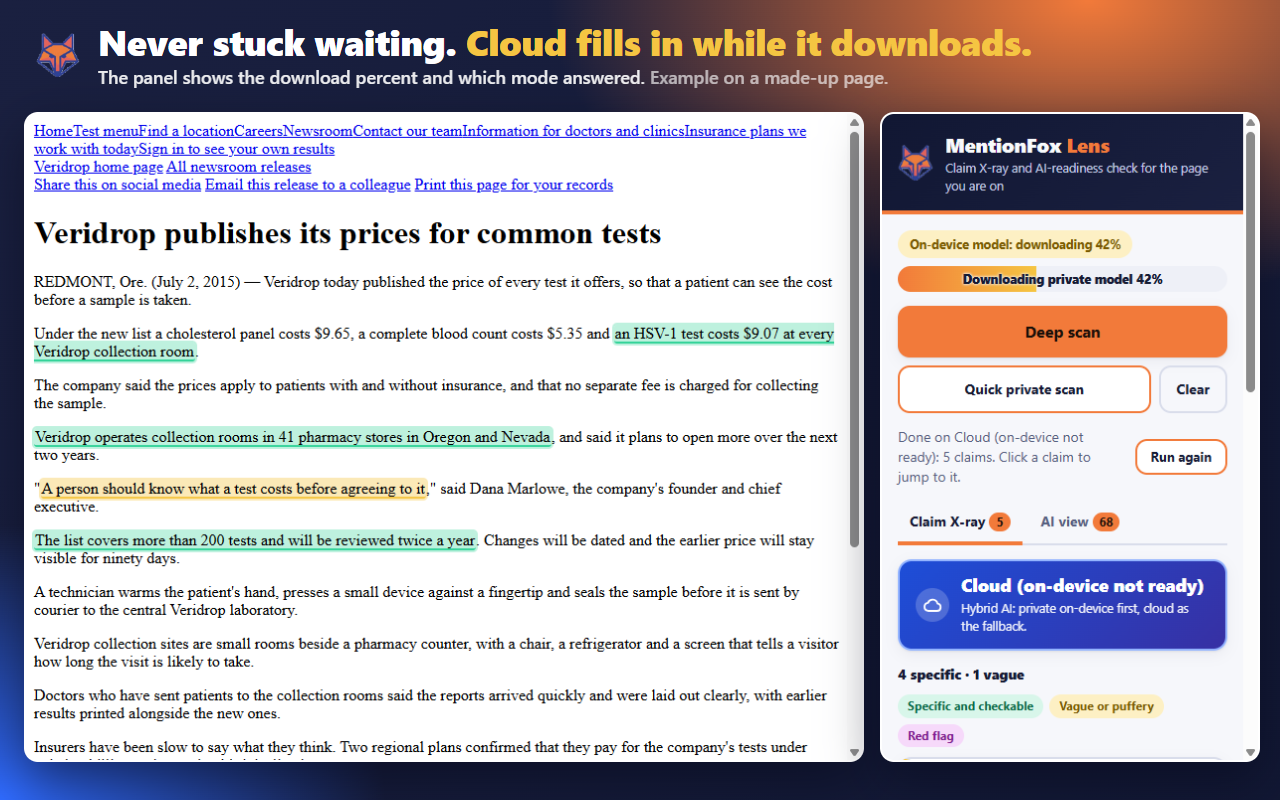 Never stuck waiting. Cloud fills in while it downloads.
The panel shows the download percent and which mode answered. Example on a made-up page.
HomeTest menuFind a locationCareersNewsroomContact our teamInformation for doctors and clinicsInsurance plans we
work with todaySign in to see your own results
Veridrop home page All newsroom releases
Share this on social media Email this release to a colleague Print this page for your records
Veridrop publishes its prices for common tests
REDMONT, Ore. (July 2, 2015) — Veridrop today published the price of every test it offers, so that a patient can see the cost
before a sample is taken.
Under the new list a cholesterol panel costs $9.65, a complete blood count costs $5.35 and an HSV-1 test costs $9.07 at every
Veridrop collection room.
The company said the prices apply to patients with and without insurance, and that no separate fee is charged for collecting
the sample.
Veridrop operates collection rooms in 41 pharmacy stores in Oregon and Nevada, and said it plans to open more over the next
two years.
"A person should know what a test costs before agreeing to it," said Dana Marlowe, the company's founder and chief
executive.
The list covers more than 200 tests and will be reviewed twice a year. Changes will be dated and the earlier price will stay
visible for ninety days.
A technician warms the patient's hand, presses a small device against a fingertip and seals the sample before it is sent by
courier to the central Veridrop laboratory.
Veridrop collection sites are small rooms beside a pharmacy counter, with a chair, a refrigerator and a screen that tells a visitor
how long the visit is likely to take.
Doctors who have sent patients to the collection rooms said the reports arrived quickly and were laid out clearly, with earlier
results printed alongside the new ones.
Insurers have been slow to say what they think. Two regional plans confirmed that they pay for the company's tests under
MentionFox Lens
Claim X-ray and AI-readiness check for the page
you are on
On-device model: downloading 42%
Downloading private model 42%
Deep scan
Quick private scan
Clear
Done on Cloud (on-device not
ready): 5 claims. Click a claim to
jump to it.
Run again
Claim X-ray 5
AI view 68
Cloud (on-device not ready)
Hybrid AI: private on-device first, cloud as
the fallback.
4 specific · 1 vague
Specific and checkable
Vague or puffery
Red flag